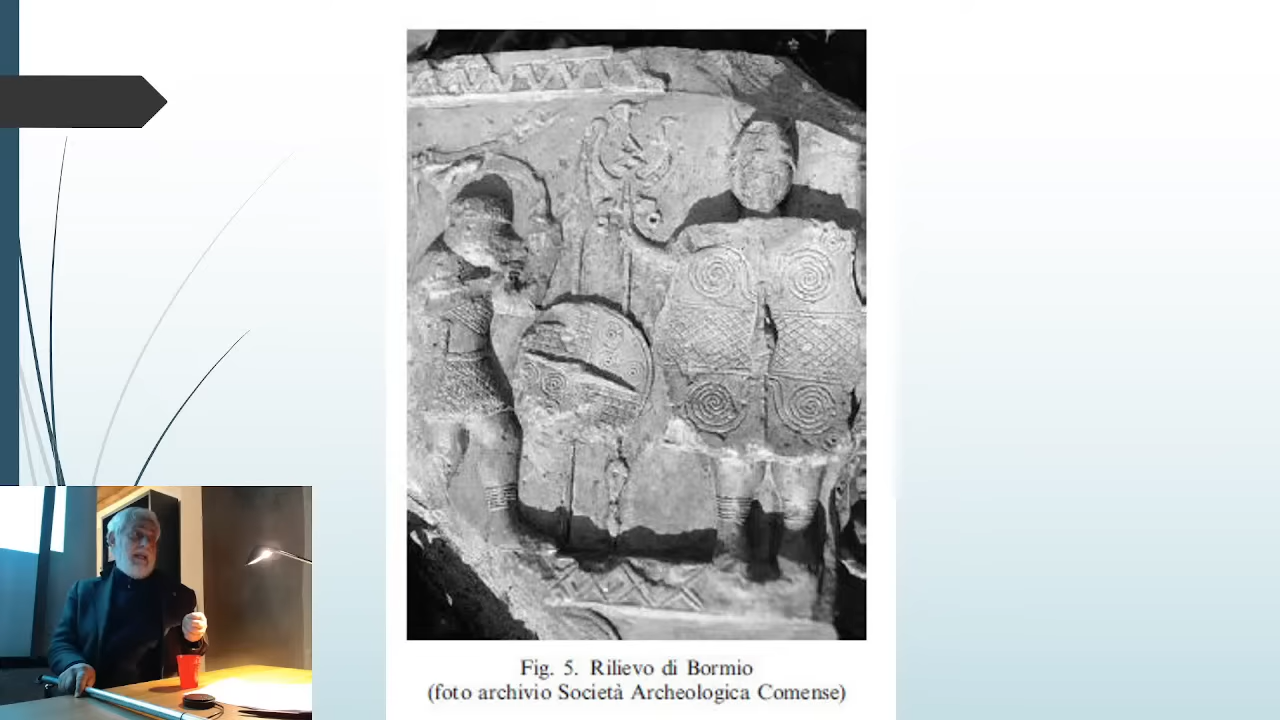 Fig. 5. Rilievo di Bormio
(foto archivio Società Archeologica Comense)